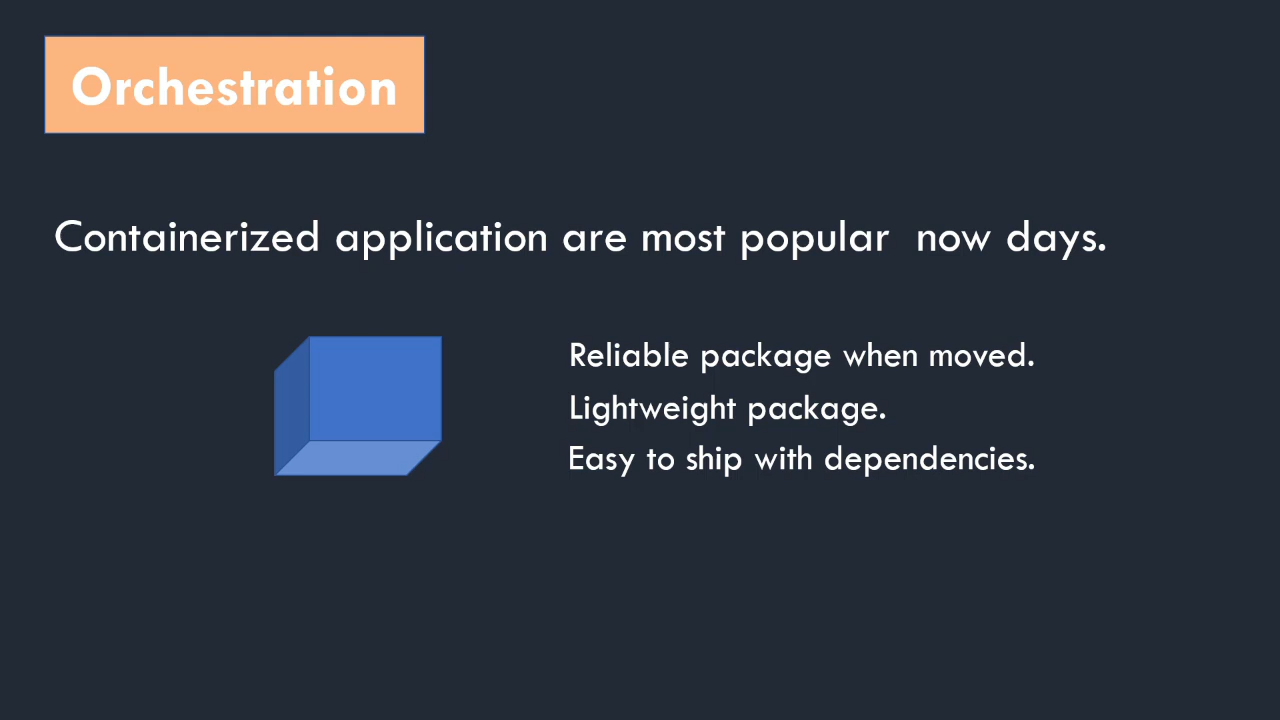 Orchestration
Containerized application are most popular  now days.
Reliable package when moved.
Lightweight package.
Easy to ship with dependencies.